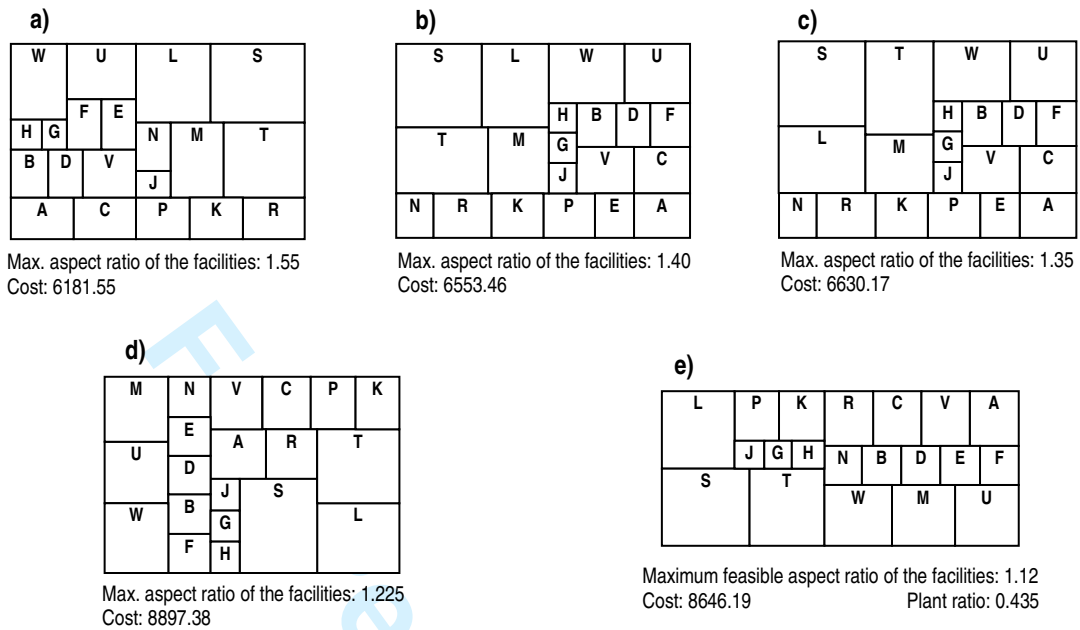 a)
W U L S
F E
H G N M T
B D V
J
A C P K R
Max. aspect ratio of the facilities: 1.55
Cost: 6181.55
b)
S L W U
H B D F
T M G V C
J
N R K P E A
Max. aspect ratio of the facilities: 1.40
Cost: 6553.46
c)
S T W U
H B D F
L M G V C
J
N R K P E A
Max. aspect ratio of the facilities: 1.35
Cost: 6630.17
d)
M N V C P K
E A R T
U D
J S
W B L
G
F H
Max. aspect ratio of the facilities: 1.225
Cost: 8897.38
e)
L P K R C V A
J G H N B D E F
S T W M U
Maximum feasible aspect ratio of the facilities: 1.12
Cost: 8646.19 Plant ratio: 0.435